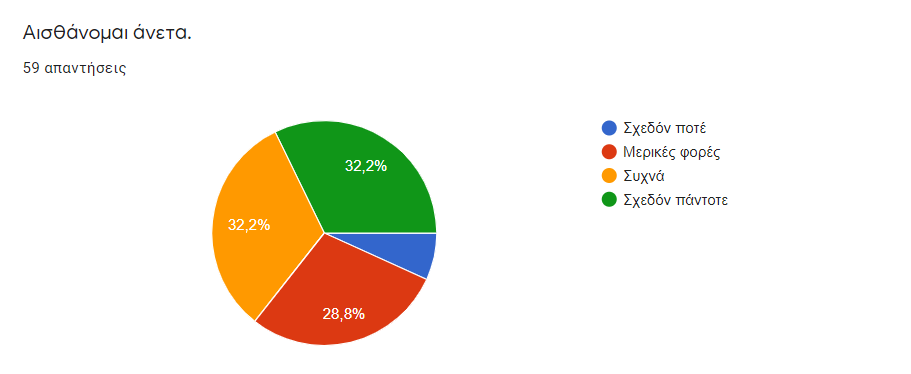 Αισθάνομαι άνετα.
59 απαντήσεις
32,2%
32,2%
28,8%
Σχεδόν ποτέ
Μερικές φορές
Συχνά
Σχεδόν πάντοτε